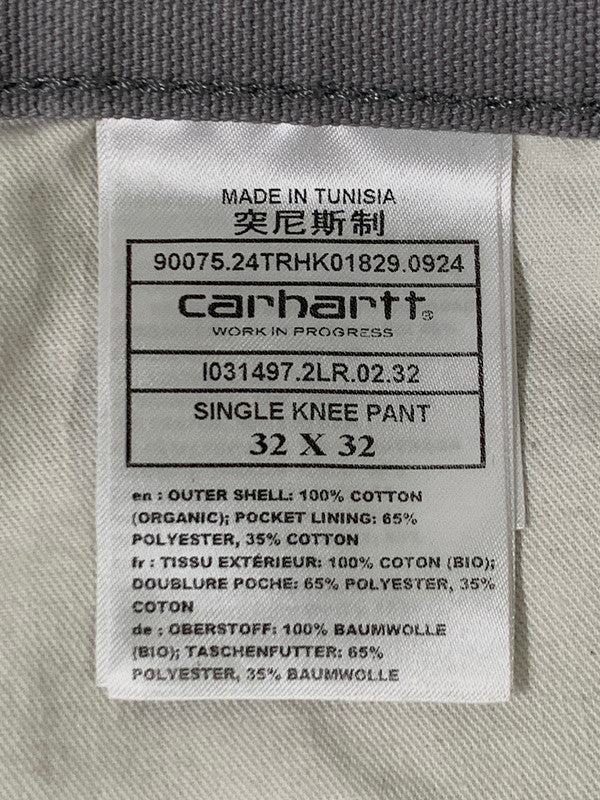 MADE IN TUNISIA
突尼斯制
90075.24TRHK01829.0924
carhartt®
WORK IN PROGRESS
I031497.2LR.02.32
SINGLE KNEE PANT
32 X 32
en : OUTER SHELL: 100% COTTON
(ORGANIC); POCKET LINING: 65%
POLYESTER, 35% COTTON
fr : TISSU EXTÉRIEUR: 100% COTON (BIO);
DOUBLURE POCHE: 65% POLYESTER, 35%
COTON
de : OBERSTOFF: 100% BAUMWOLLE
(BIO); TASCHENFUTTER: 65%
POLYESTER, 35% BAUMWOLLE